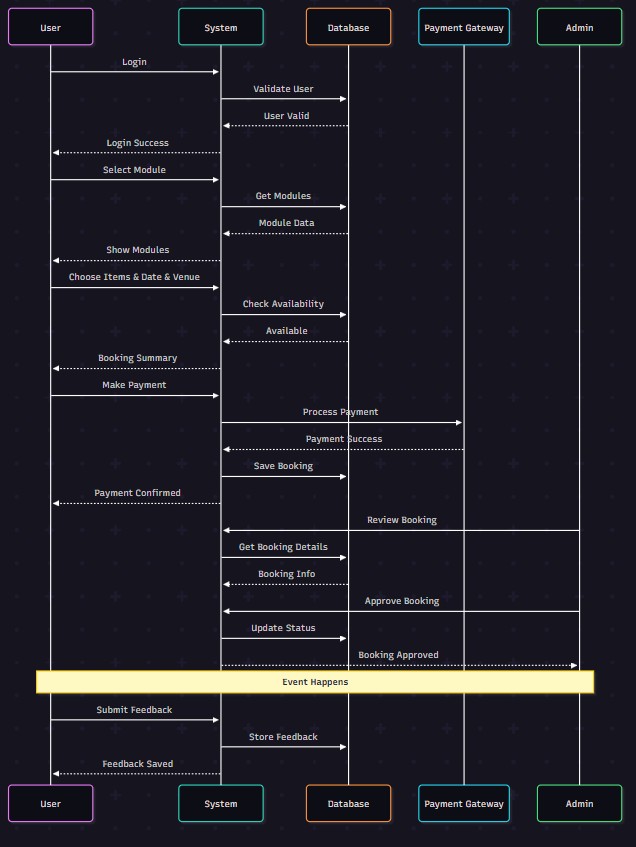 User
System
Database
Payment Gateway
Admin
Login
Validate User
User Valid
Login Success
Select Module
Get Modules
Module Data
Show Modules
Choose Items & Date & Venue
Check Availability
Available
Booking Summary
Make Payment
Process Payment
Payment Success
Save Booking
Payment Confirmed
Review Booking
Get Booking Details
Booking Info
Approve Booking
Update Status
Booking Approved
Event Happens
Submit Feedback
Store Feedback
Feedback Saved
User
System
Database
Payment Gateway
Admin